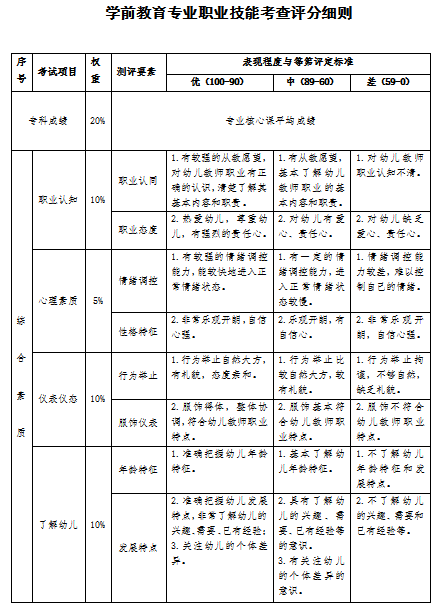 学前教育专业职业技能考查评分细则
序号
考试项目
权重
测评要素
表现程度与等第评定标准
优（100-90）
中（89-60）
差（59-0）
专科成绩
20%
专业核心课平均成绩
综合素质
职业认知
10%
职业认同
1.有较强的从教愿望，
对幼儿教师职业有正
确的认识，清楚了解其
基本内容和职责。
1.有从教愿望，
基本了解幼儿
教师职业的基
本内容和职责。
1.对幼儿教师
职业认知不清。
职业态度
2.热爱幼儿，尊重幼
儿，有强烈的责任心。
2.对幼儿有爱
心、责任心。
2.对幼儿缺乏
爱心、责任心。
心理素质
5%
情绪调控
1.有较强的情绪调控
能力，能较快地进入正
常情绪状态。
1.有一定的情
绪调控能力，进
入正常情绪状
态较慢。
1.情绪调控能
力较差，难以控
制自己的情绪。
性格特征
2.非常乐观开朗，自信
心强。
2.乐观开朗，有
自信心。
2.非常乐观开
朗，自信心强。
仪表仪态
10%
行为举止
1.行为举止自然大方，
有礼貌，态度亲和。
1.行为举止比
较自然大方，较
有礼貌。
1.行为举止拘
谨，不够自然，
缺乏礼貌。
服饰仪表
2.服饰得体，整体协
调，符合幼儿教师职业
特点。
2.服饰基本符
合幼儿教师职
业特点。
2.服饰不符合
幼儿教师职业
特点。
了解幼儿
10%
年龄特征
1.准确把握幼儿年龄
特征。
1.基本了解幼
儿年龄特征。
1.不了解幼儿
年龄特征和发
展特点。
发展特点
2.准确把握幼儿发展
特点，非常了解幼儿的
兴趣、需要、已有经验；
3.关注幼儿的个体差
异。
2.具有了解幼
儿的兴趣、需
要、已有经验等
的意识。
3.有关注幼儿
的个体差异的
意识。
2.不了解幼儿
的兴趣、需要和
已有经验等。